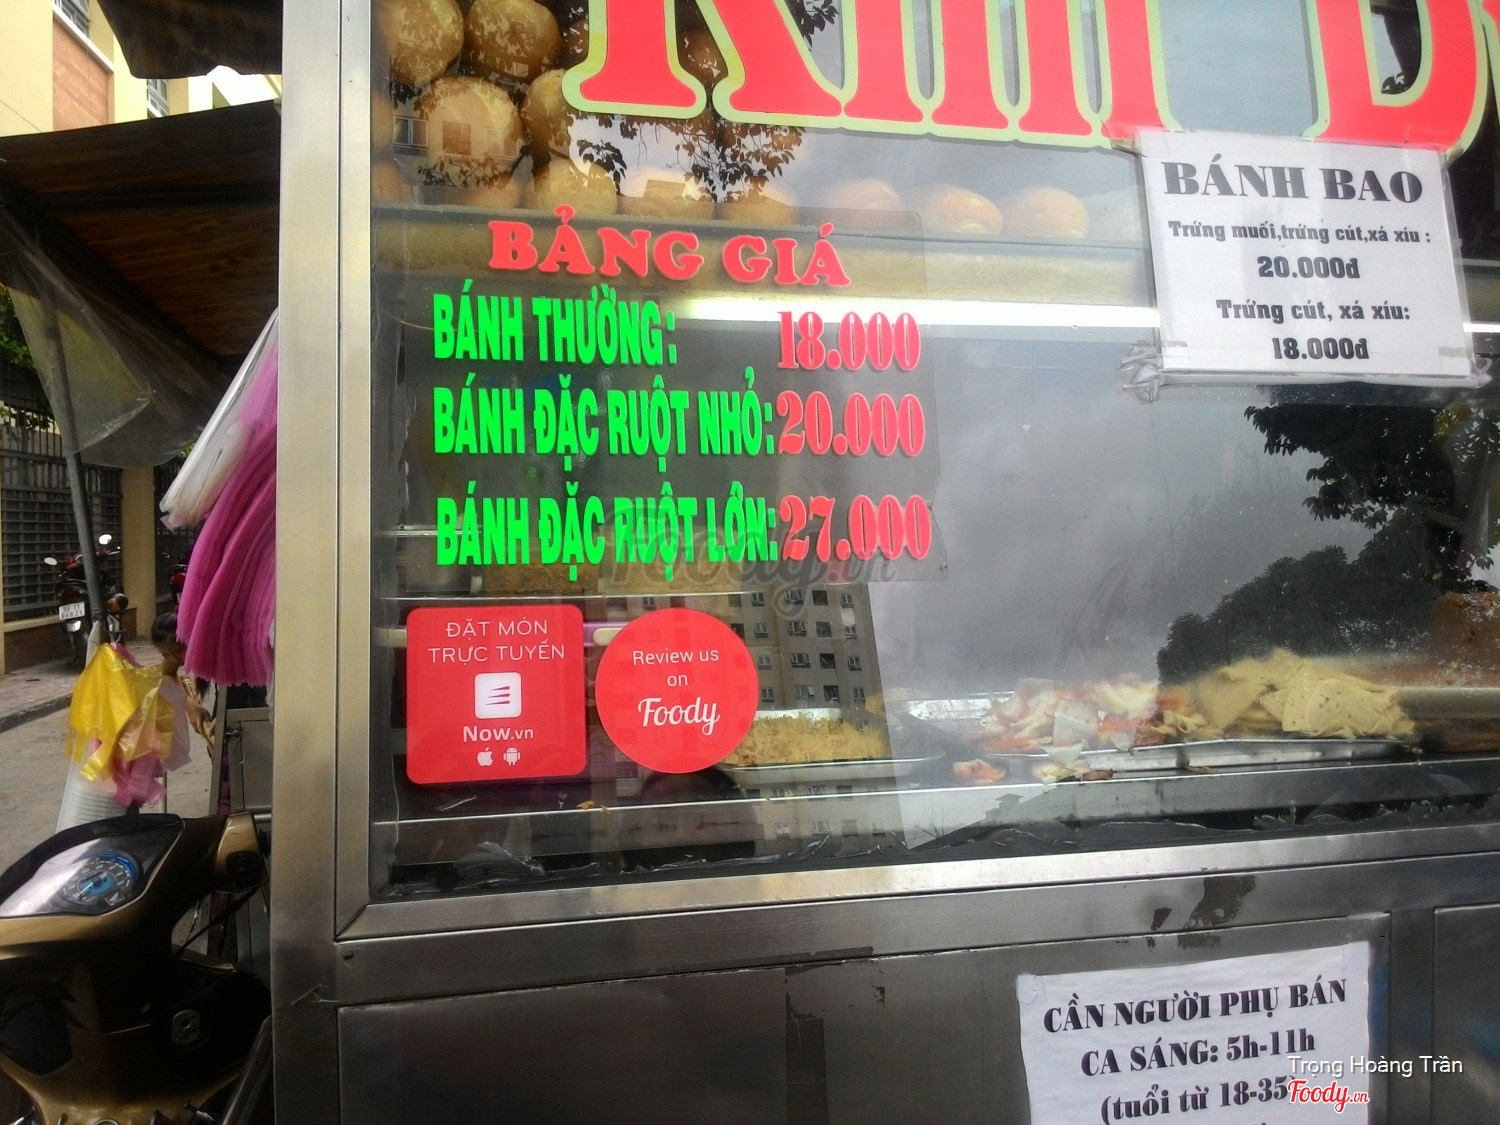 BÁNH BAO
Trứng muối,trứng cút,xá xíu :
20.000đ
Trứng cút, xá xíu:
18.000đ
BẢNG GIÁ
BÁNH THƯỜNG: 18.000
BÁNH ĐẶC RUỘT NHỎ: 20.000
BÁNH ĐẶC RUỘT LỚN: 27.000
Foody.vn
ĐẶT MÓN
TRỰC TUYẾN
Now.vn
Review us
on
Foody
CẦN NGƯỜI PHỤ BÁN
CA SÁNG: 5h-11h
(tuổi từ 18-35
Trọng Hoàng Trần
Foody.vn